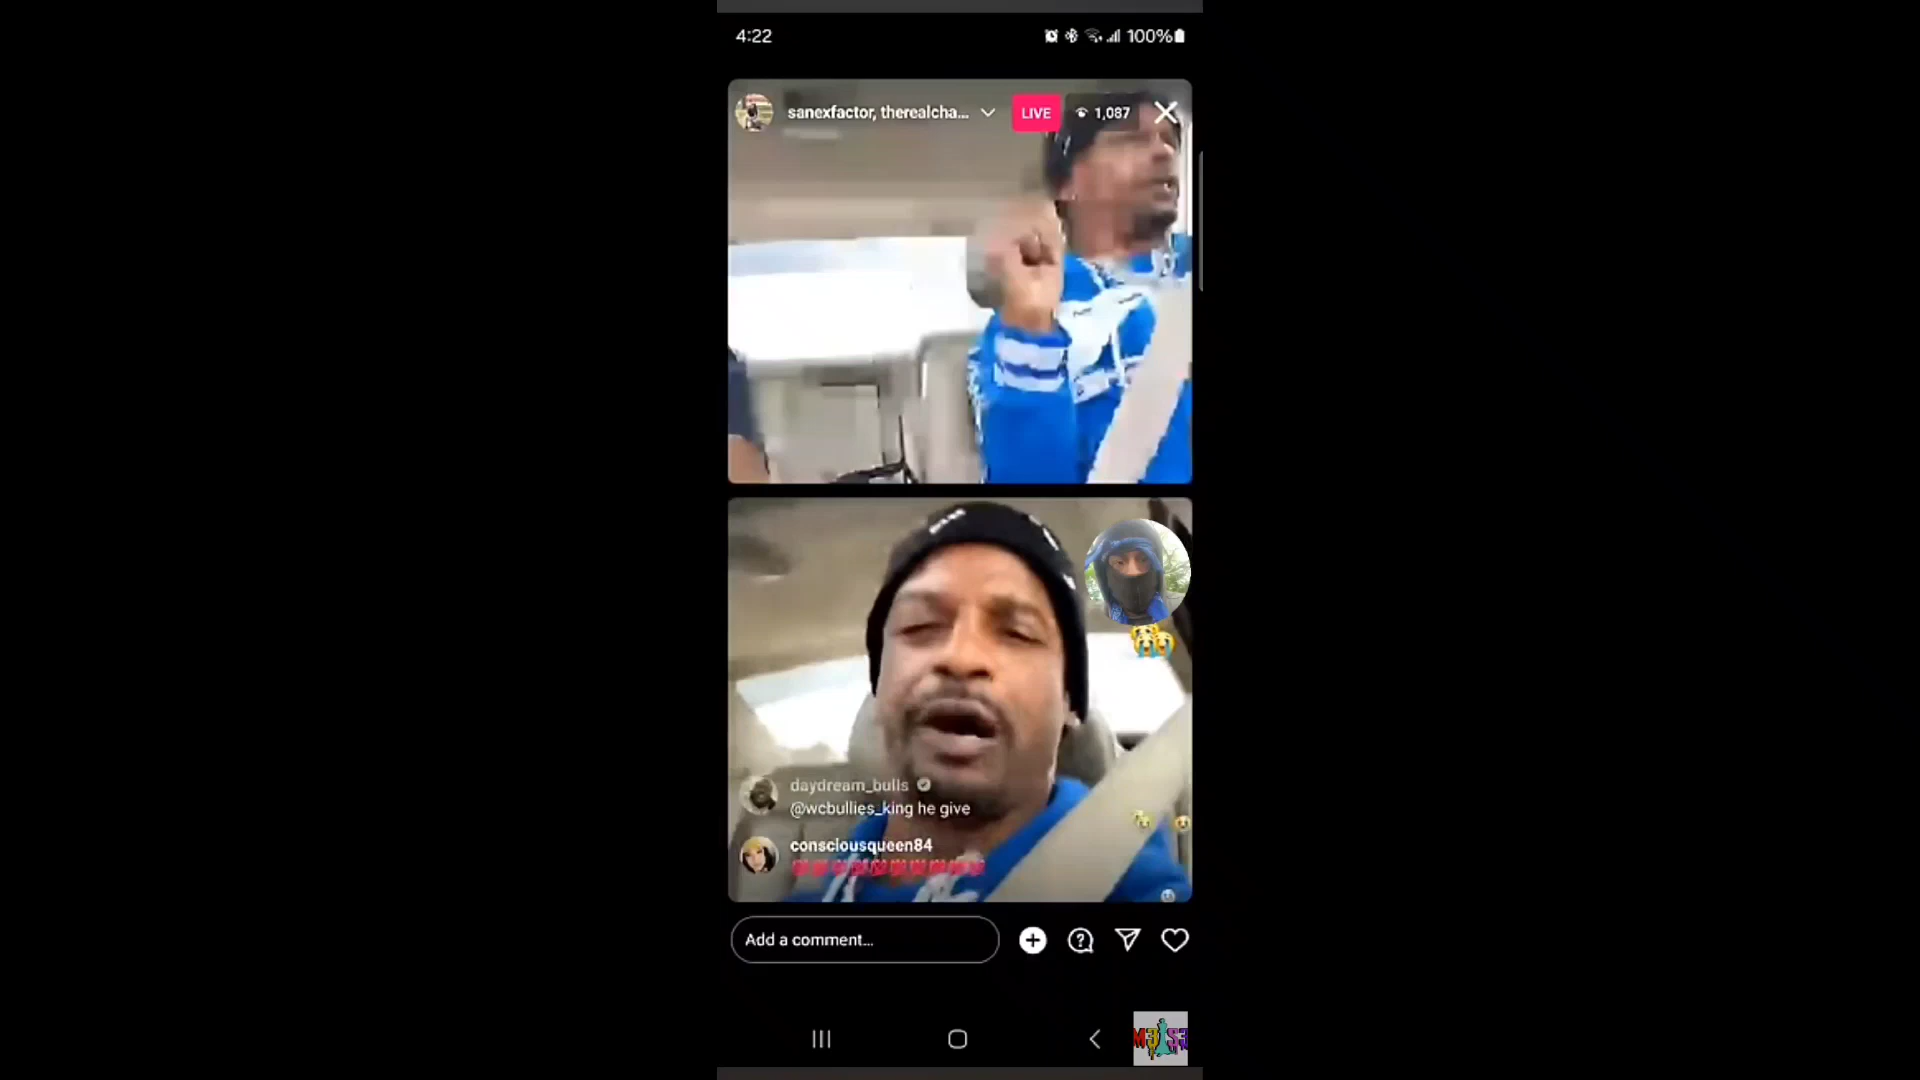 4:22
100%
sanexfactor, therealcha...
LIVE
1,087
daydream_bulls
@wcbullies_king he give
consciousqueen84
Add a comment...